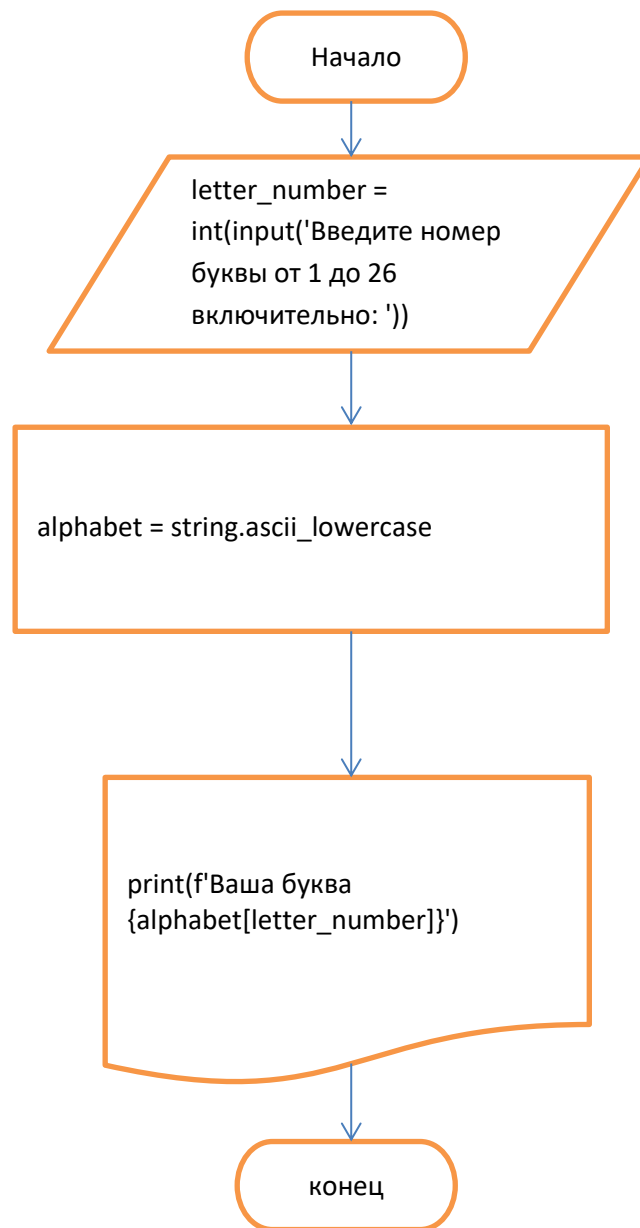 Начало
letter_number =
int(input('Введите номер
буквы от 1 до 26
включительно: '))
alphabet = string.ascii_lowercase
print(f'Ваша буква
{alphabet[letter_number]}')
конец